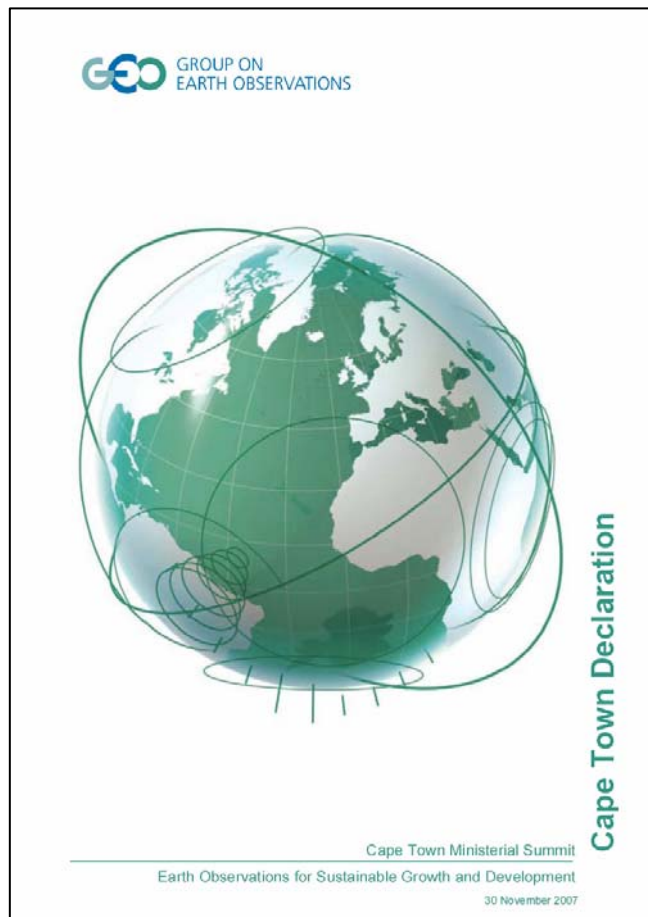 GEO GROUP ON
EARTH OBSERVATIONS
Cape Town Declaration
Cape Town Ministerial Summit
Earth Observations for Sustainable Growth and Development
30 November 2007